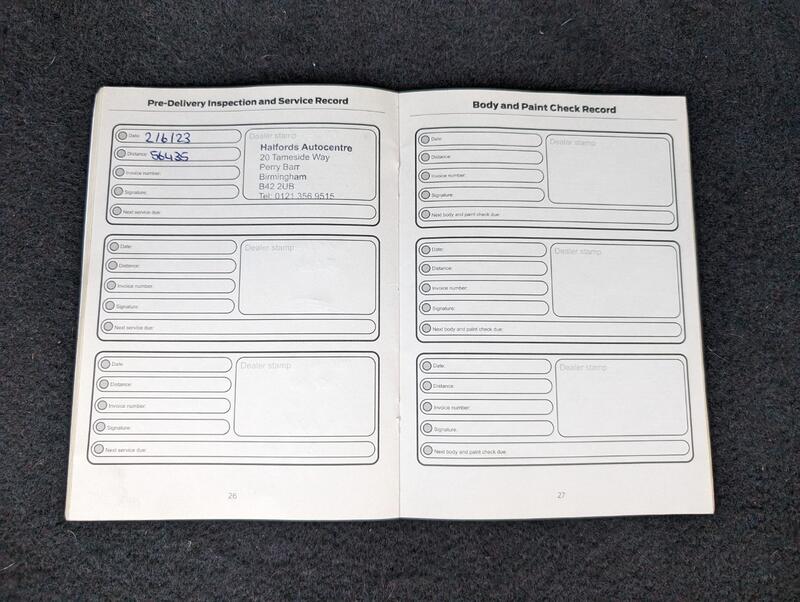 Pre-Delivery Inspection and Service Record
Date: 2/6/23
Distance: 56435
Invoice number:
Signature:
Next service due:
Dealer stamp
Halfords Autocentre
20 Tameside Way
Perry Barr
Birmingham
B42 2UB
Tel: 0121 356 9515
Date:
Distance:
Invoice number:
Signature:
Next service due:
Dealer stamp
Date:
Distance:
Invoice number:
Signature:
Next service due:
Dealer stamp
26
Body and Paint Check Record
Date:
Distance:
Invoice number:
Signature:
Next body and paint check due:
Dealer stamp
Date:
Distance:
Invoice number:
Signature:
Next body and paint check due:
Dealer stamp
Date:
Distance:
Invoice number:
Signature:
Next body and paint check due:
Dealer stamp
27